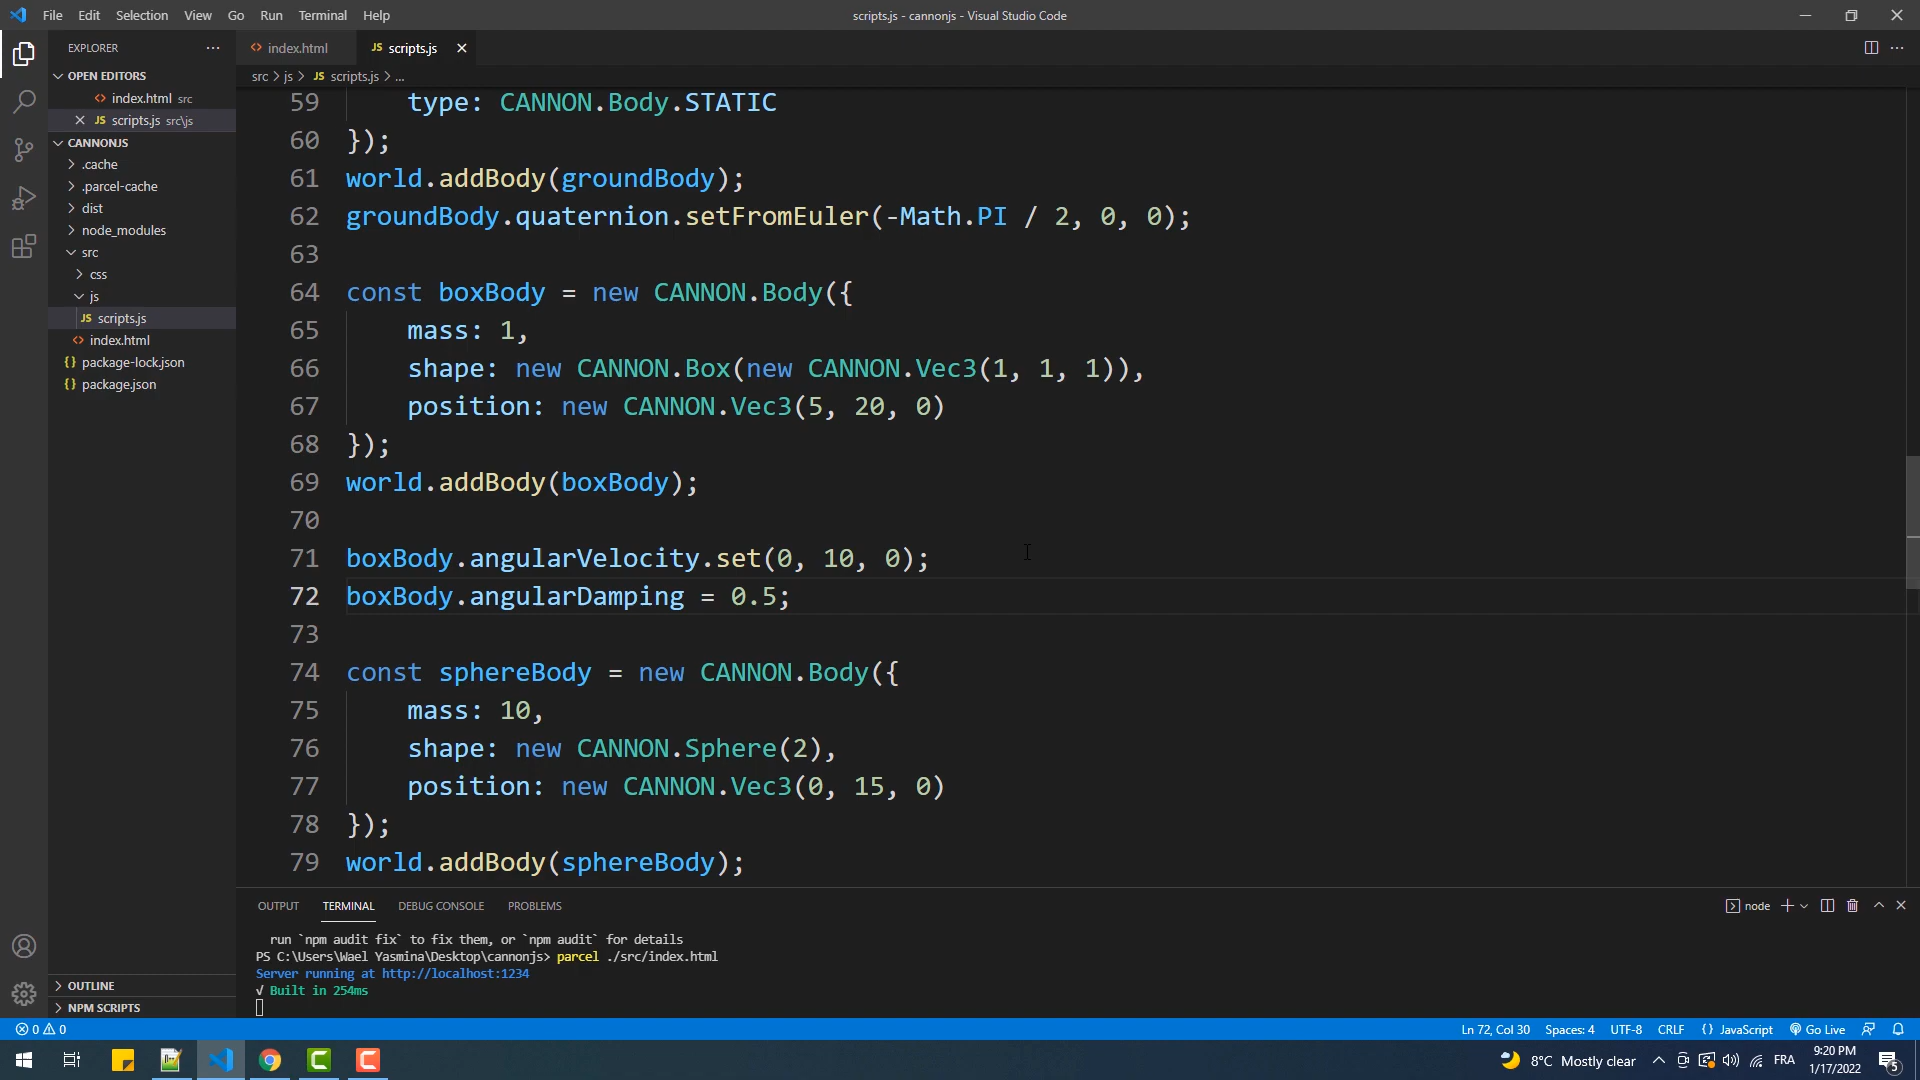 File Edit Selection View Go Run Terminal Help
scripts.js - cannonjs - Visual Studio Code
EXPLORER
OPEN EDITORS
index.html src
JS scripts.js src\js
CANNONJS
.cache
.parcel-cache
dist
node_modules
src
css
js
JS scripts.js
index.html
{} package-lock.json
{} package.json
OUTLINE
NPM SCRIPTS
index.html
JS scripts.js
src > js > JS scripts.js > ...
59 type: CANNON.Body.STATIC
60 });
61 world.addBody(groundBody);
62 groundBody.quaternion.setFromEuler(-Math.PI / 2, 0, 0);
63
64 const boxBody = new CANNON.Body({
65 mass: 1,
66 shape: new CANNON.Box(new CANNON.Vec3(1, 1, 1)),
67 position: new CANNON.Vec3(5, 20, 0)
68 });
69 world.addBody(boxBody);
70
71 boxBody.angularVelocity.set(0, 10, 0);
72 boxBody.angularDamping = 0.5;
73
74 const sphereBody = new CANNON.Body({
75 mass: 10,
76 shape: new CANNON.Sphere(2),
77 position: new CANNON.Vec3(0, 15, 0)
78 });
79 world.addBody(sphereBody);
OUTPUT TERMINAL DEBUG CONSOLE PROBLEMS
node
run `npm audit fix` to fix them, or `npm audit` for details
PS C:\Users\Wael Yasmina\Desktop\cannonjs> parcel ./src/index.html
Server running at http://localhost:1234
√ Built in 254ms
0 0
Ln 72, Col 30 Spaces: 4 UTF-8 CRLF {} JavaScript Go Live
8°C Mostly clear
FRA
9:20 PM
1/17/2022
5